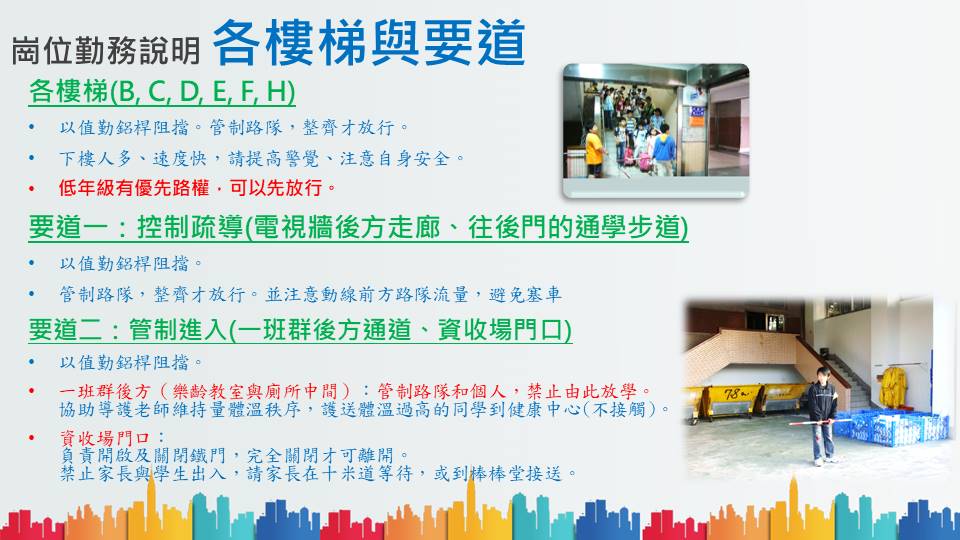 崗位勤務說明 各樓梯與要道
各樓梯(B, C, D, E, F, H)
• 以值勤鋁桿阻擋。管制路隊，整齊才放行。
• 下樓人多、速度快，請提高警覺、注意自身安全。
• 低年級有優先路權，可以先放行。
要道一：控制疏導(電視牆後方走廊、往後門的通學步道)
• 以值勤鋁桿阻擋。
• 管制路隊，整齊才放行。並注意動線前方路隊流量，避免塞車
要道二：管制進入(一班群後方通道、資收場門口)
• 以值勤鋁桿阻擋。
• 一班群後方（樂齡教室與廁所中間）：管制路隊和個人，禁止由此放學。
協助導護老師維持量體溫秩序，護送體溫過高的同學到健康中心(不接觸)。
• 資收場門口：
負責開啟及關閉鐵門，完全關閉才可離開。
禁止家長與學生出入，請家長在十米道等待，或到棒棒堂接送。